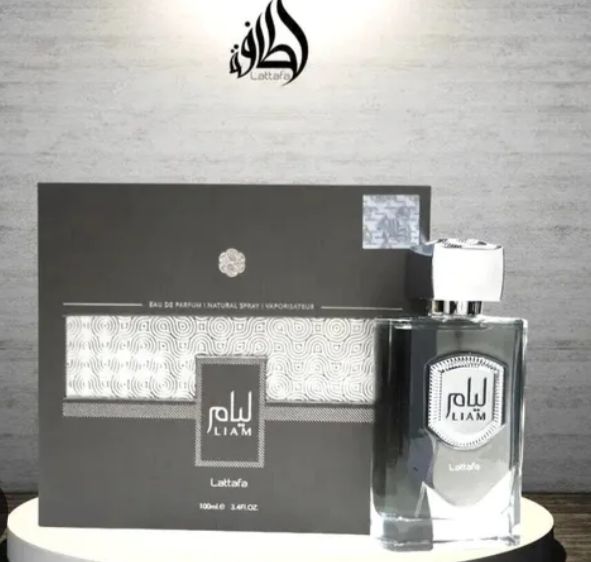 لطافة
Lattafa
EAU DE PARFUM | NATURAL SPRAY | VAPORISATEUR
ليام
LIAM
Lattafa
100ml.e 3.4Fl.OZ.
ليام
LIAM
Lattafa